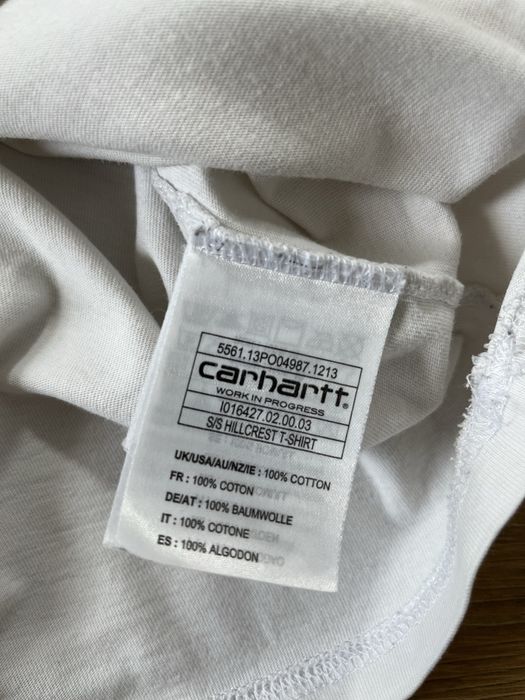 5561.13PO04987.1213
carhartt
WORK IN PROGRESS
I016427.02.00.03
S/S HILLCREST T-SHIRT
UK/USA/AU/NZ/IE : 100% COTTON
FR : 100% COTON
DE/AT : 100% BAUMWOLLE
IT : 100% COTONE
ES : 100% ALGODON